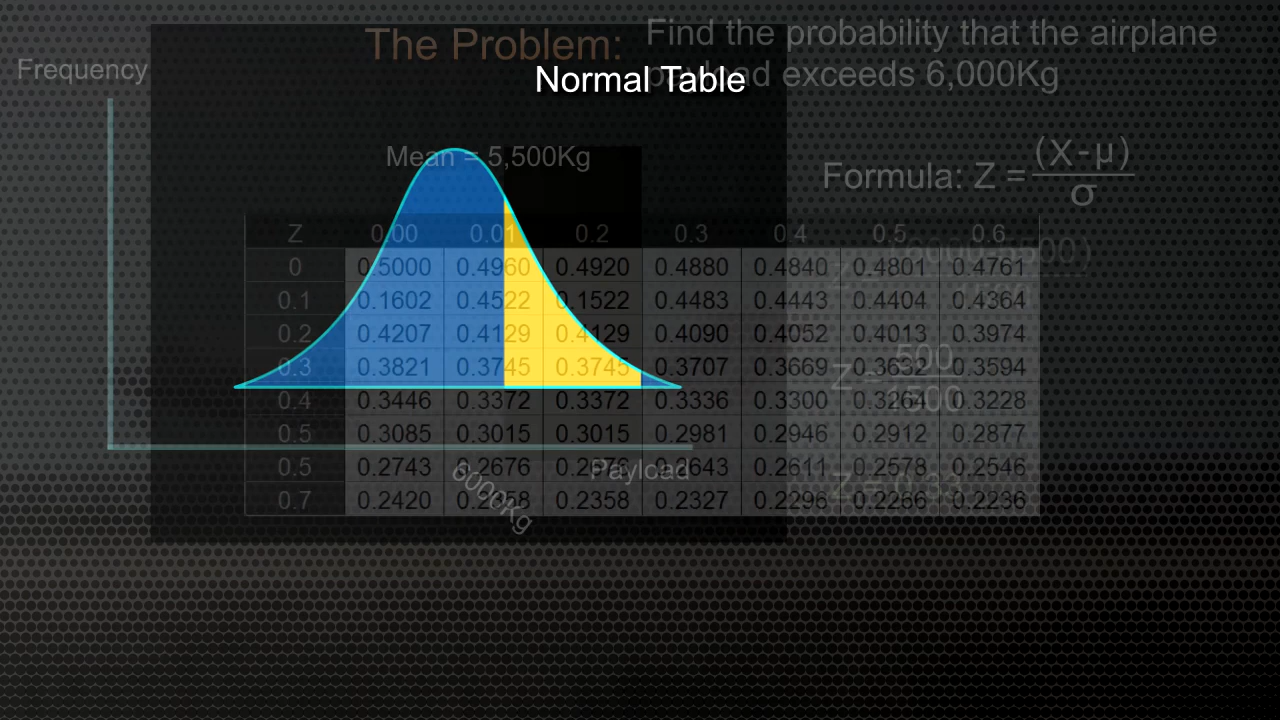 The Problem:
Find the probability that the airplane
payload exceeds 6,000Kg
Frequency
Normal Table
Mean = 5,500Kg
Formula: Z = (X - µ)
σ
Z 0.00 0.01 0.2 0.3 0.4 0.5 0.6
0 0.5000 0.4960 0.4920 0.4880 0.4840 0.4801 0.4761
0.1 0.1602 0.4522 0.1522 0.4483 0.4443 0.4404 0.4364
0.2 0.4207 0.4129 0.4129 0.4090 0.4052 0.4013 0.3974
0.3 0.3821 0.3745 0.3745 0.3707 0.3669 0.3632 0.3594
0.4 0.3446 0.3372 0.3372 0.3336 0.3300 0.3264 0.3228
0.5 0.3085 0.3015 0.3015 0.2981 0.2946 0.2912 0.2877
0.5 0.2743 0.2676 0.2676 0.2643 0.2611 0.2578 0.2546
0.7 0.2420 0.2358 0.2358 0.2327 0.2296 0.2266 0.2236
Z = 500
1500
Z = 0.33
Payload
6000Kg